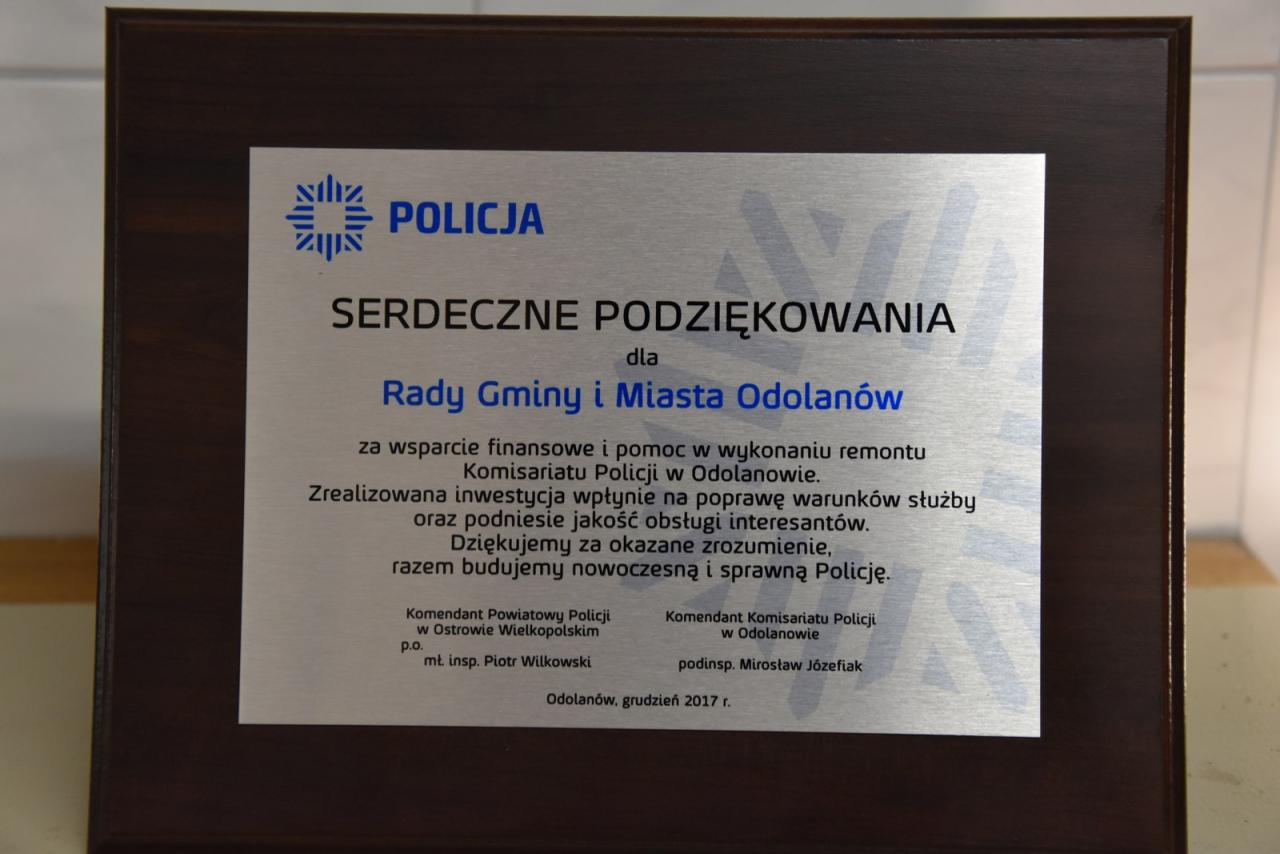 POLICJA
SERDECZNE PODZIĘKOWANIA
dla
Rady Gminy i Miasta Odolanów
za wsparcie finansowe i pomoc w wykonaniu remontu
Komisariatu Policji w Odolanowie.
Zrealizowana inwestycja wpłynie na poprawę warunków służby
oraz podniesie jakość obsługi interesantów.
Dziękujemy za okazane zrozumienie,
razem budujemy nowoczesną i sprawną Policję.
Komendant Powiatowy Policji
w Ostrowie Wielkopolskim
p.o.
mł. insp. Piotr Wilkowski
Komendant Komisariatu Policji
w Odolanowie
podinsp. Mirosław Józefiak
Odolanów, grudzień 2017 r.